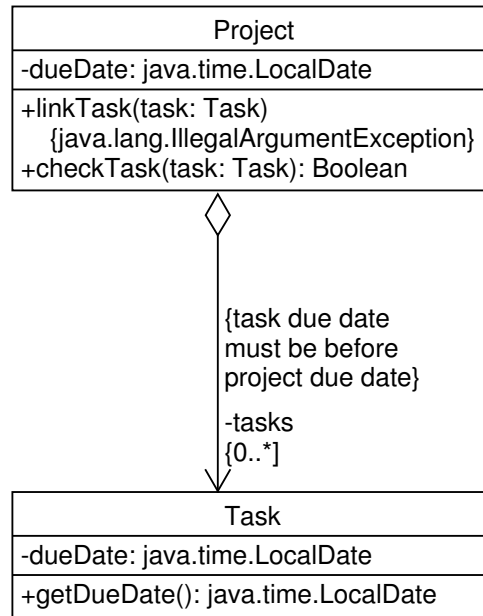 Project
-dueDate: java.time.LocalDate
+linkTask(task: Task)
{java.lang.IllegalArgumentException}
+checkTask(task: Task): Boolean
{task due date
must be before
project due date}
-tasks
{0..*]
Task
-dueDate: java.time.LocalDate
+getDueDate(): java.time.LocalDate